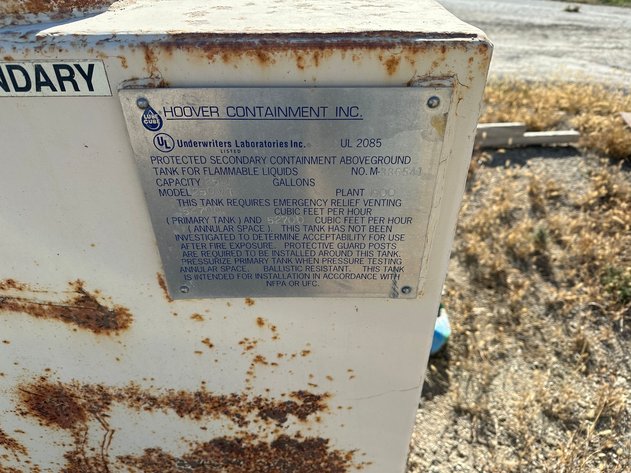 NDARY
LUBE CUBE
HOOVER CONTAINMENT INC.
UL Underwriters Laboratories Inc.® UL 2085
LISTED
PROTECTED SECONDARY CONTAINMENT ABOVEGROUND
TANK FOR FLAMMABLE LIQUIDS NO. M-
CAPACITY GALLONS
MODEL PLANT
THIS TANK REQUIRES EMERGENCY RELIEF VENTING
CUBIC FEET PER HOUR
(PRIMARY TANK) AND 52700 CUBIC FEET PER HOUR
(ANNULAR SPACE). THIS TANK HAS NOT BEEN
INVESTIGATED TO DETERMINE ACCEPTABILITY FOR USE
AFTER FIRE EXPOSURE. PROTECTIVE GUARD POSTS
ARE REQUIRED TO BE INSTALLED AROUND THIS TANK.
PRESSURIZE PRIMARY TANK WHEN PRESSURE TESTING
ANNULAR SPACE. BALLISTIC RESISTANT. THIS TANK
IS INTENDED FOR INSTALLATION IN ACCORDANCE WITH
NFPA OR UFC.